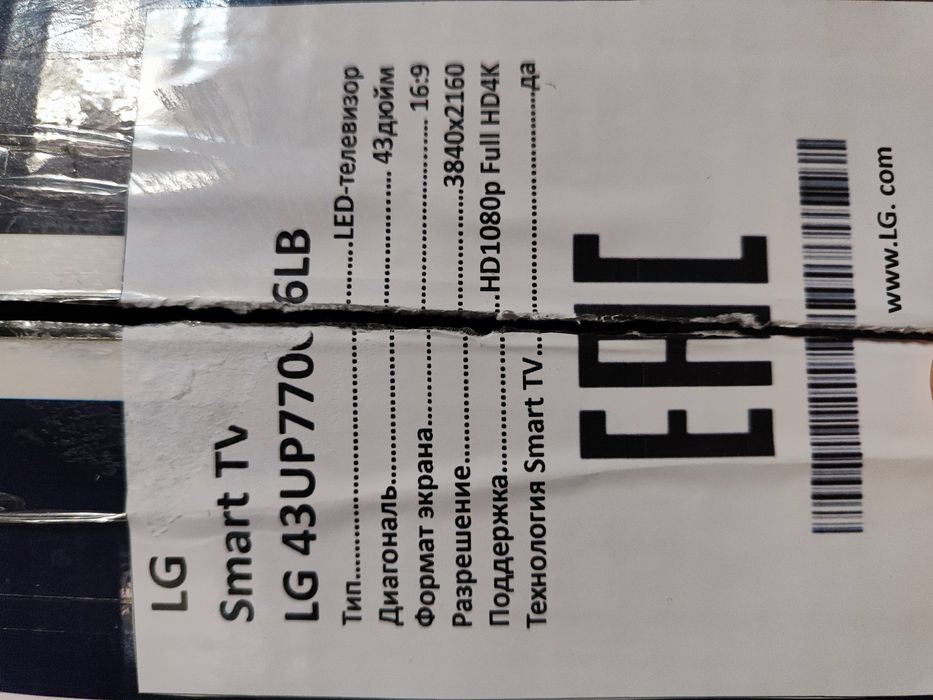 LG
Smart TV
LG 43UP770 6LB
Тип..........LED-телевизор
Диагональ.......... 43дюйм
Формат экрана.......... 16:9
Разрешение..........3840x2160
Поддержка..........HD1080p Full HD4K
Технология Smart TV..........да
EAC
www.LG. com